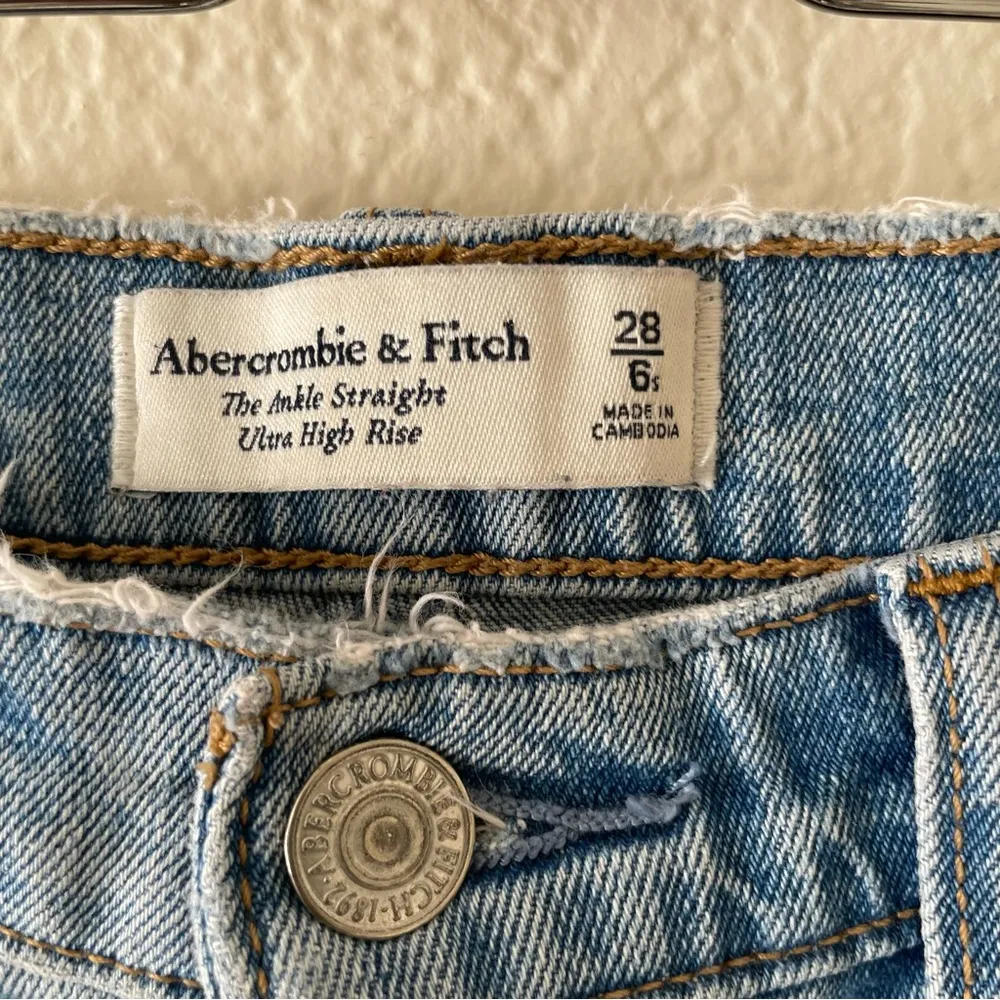 Abercrombie & Fitch
The Ankle Straight
Ultra High Rise
28
6s
MADE IN
CAMBODIA
ABERCROMBIE & FITCH · 1892 ·